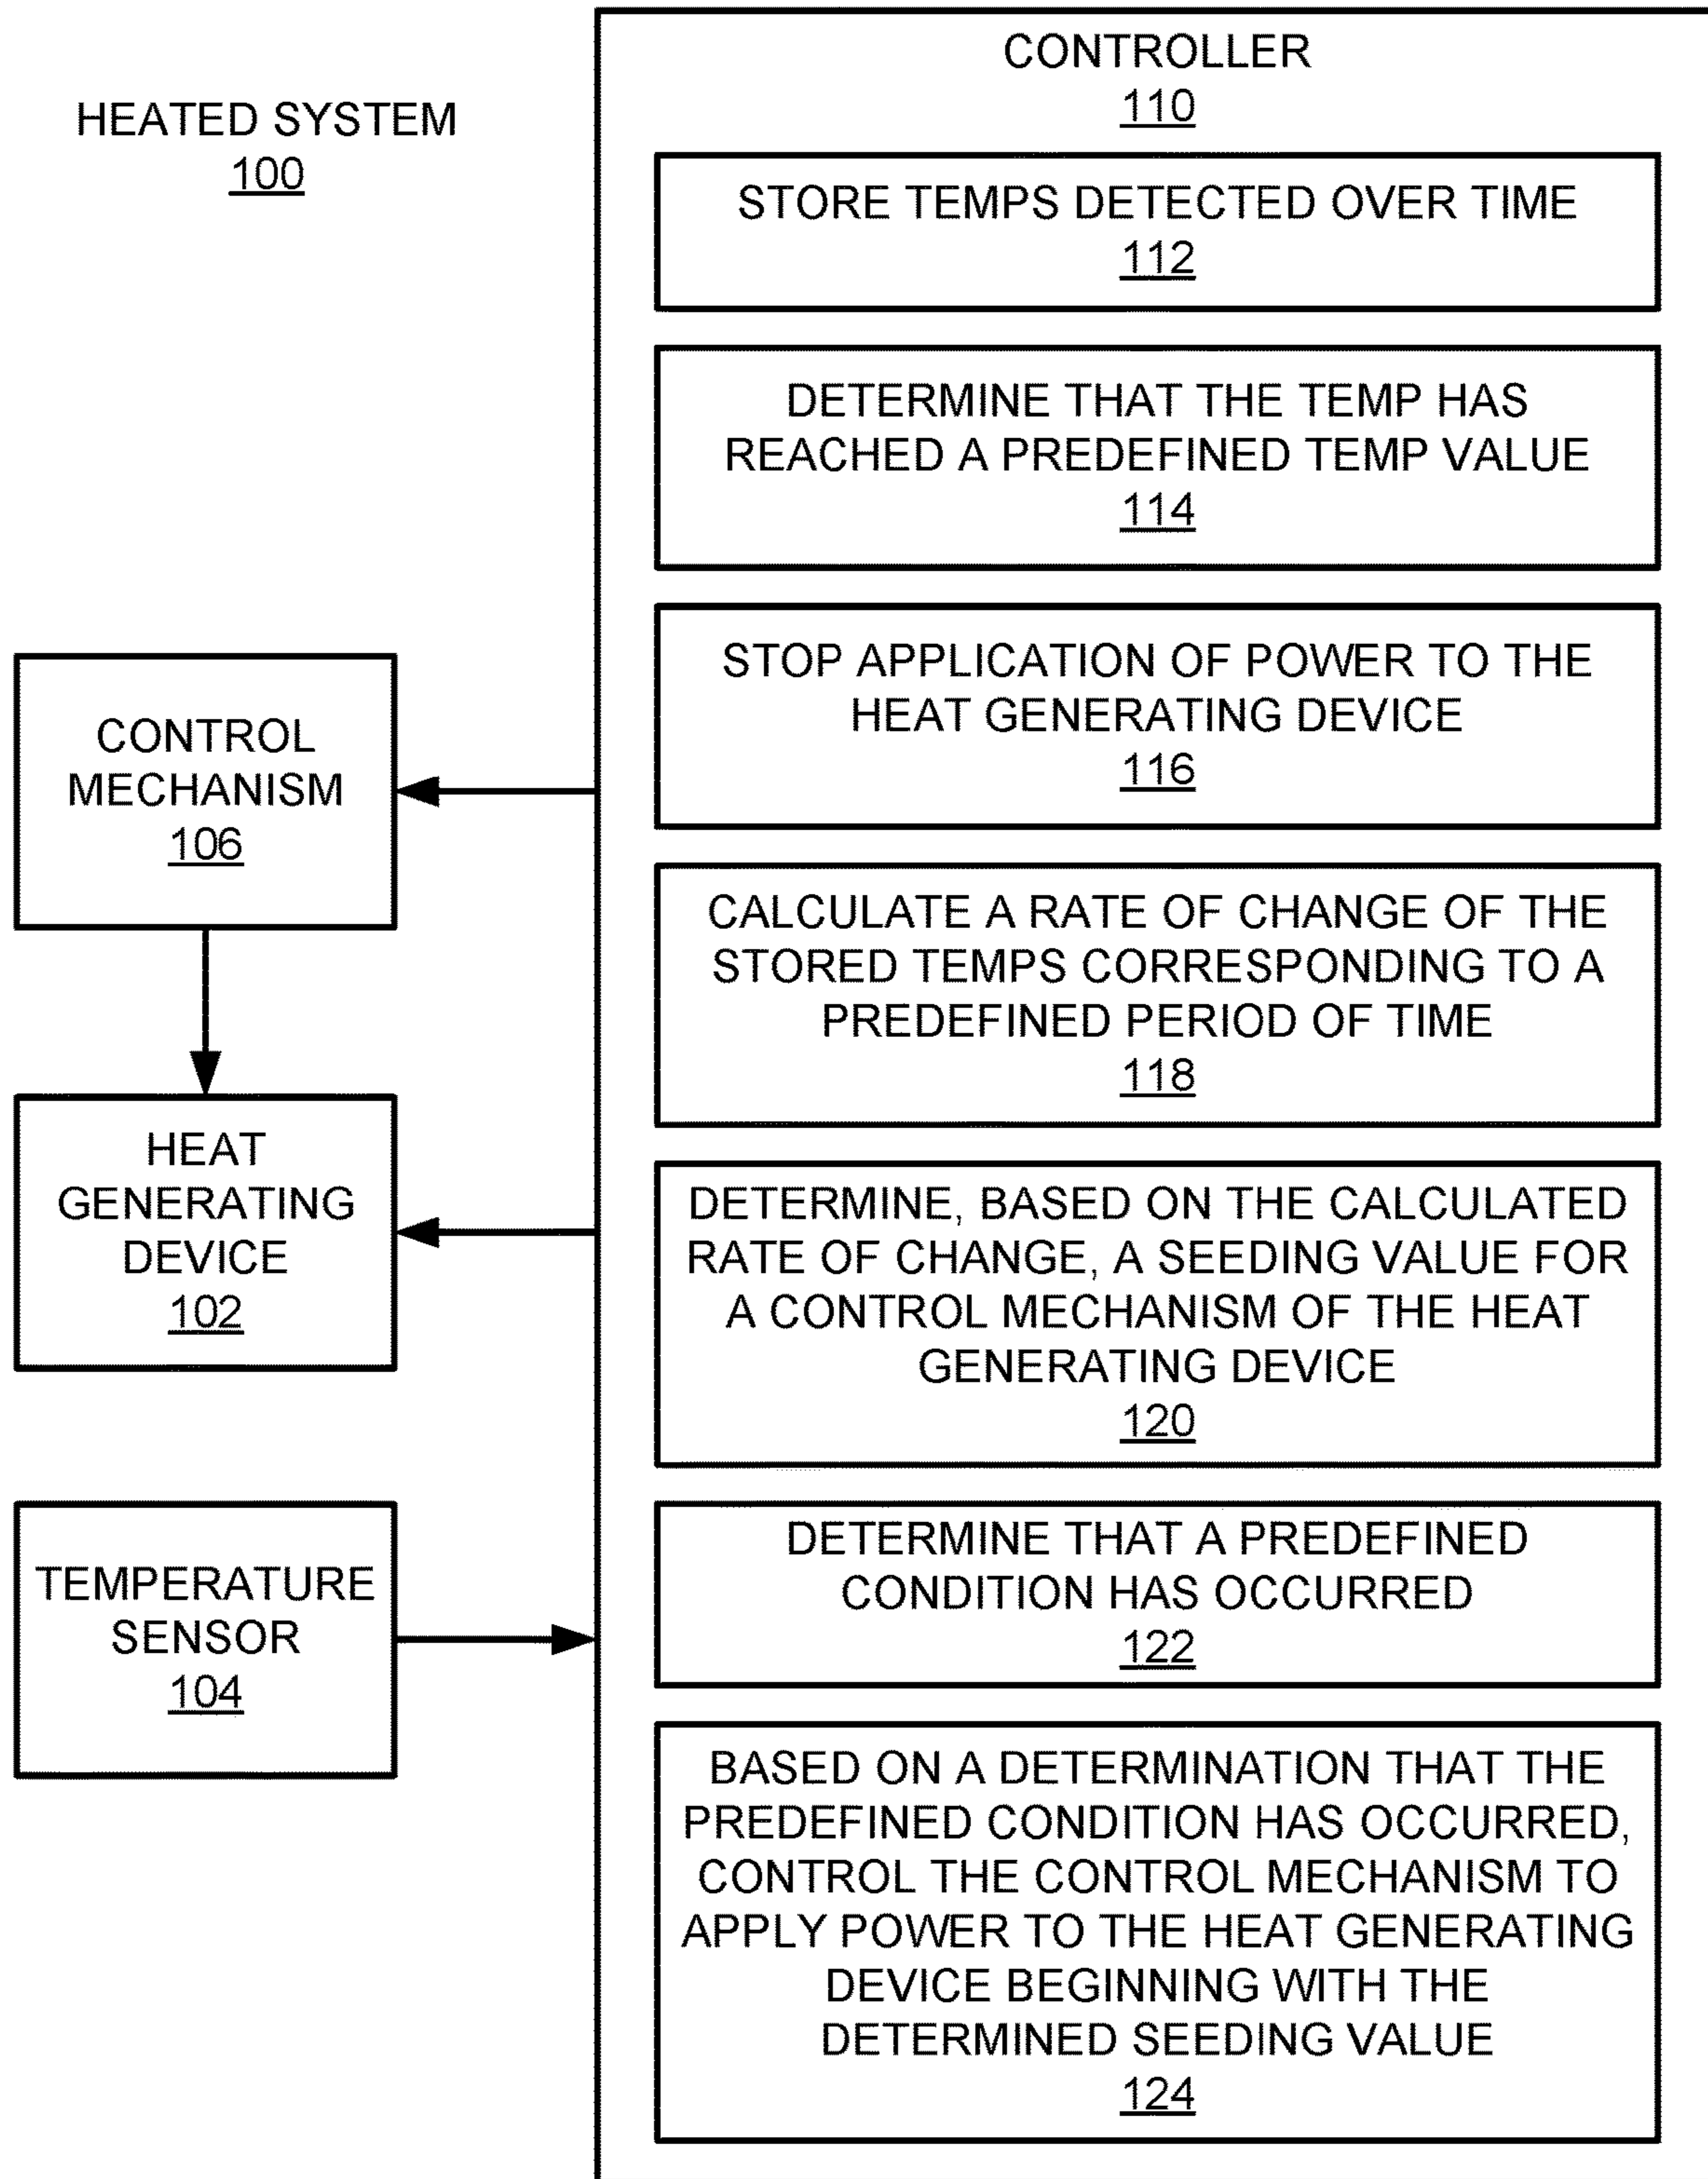 HEATED SYSTEM
100
CONTROLLER
110
STORE TEMPS DETECTED OVER TIME
112
DETERMINE THAT THE TEMP HAS
REACHED A PREDEFINED TEMP VALUE
114
STOP APPLICATION OF POWER TO THE
HEAT GENERATING DEVICE
116
CALCULATE A RATE OF CHANGE OF THE
STORED TEMPS CORRESPONDING TO A
PREDEFINED PERIOD OF TIME
118
DETERMINE, BASED ON THE CALCULATED
RATE OF CHANGE, A SEEDING VALUE FOR
A CONTROL MECHANISM OF THE HEAT
GENERATING DEVICE
120
DETERMINE THAT A PREDEFINED
CONDITION HAS OCCURRED
122
BASED ON A DETERMINATION THAT THE
PREDEFINED CONDITION HAS OCCURRED,
CONTROL THE CONTROL MECHANISM TO
APPLY POWER TO THE HEAT GENERATING
DEVICE BEGINNING WITH THE
DETERMINED SEEDING VALUE
124
CONTROL
MECHANISM
106
HEAT
GENERATING
DEVICE
102
TEMPERATURE
SENSOR
104